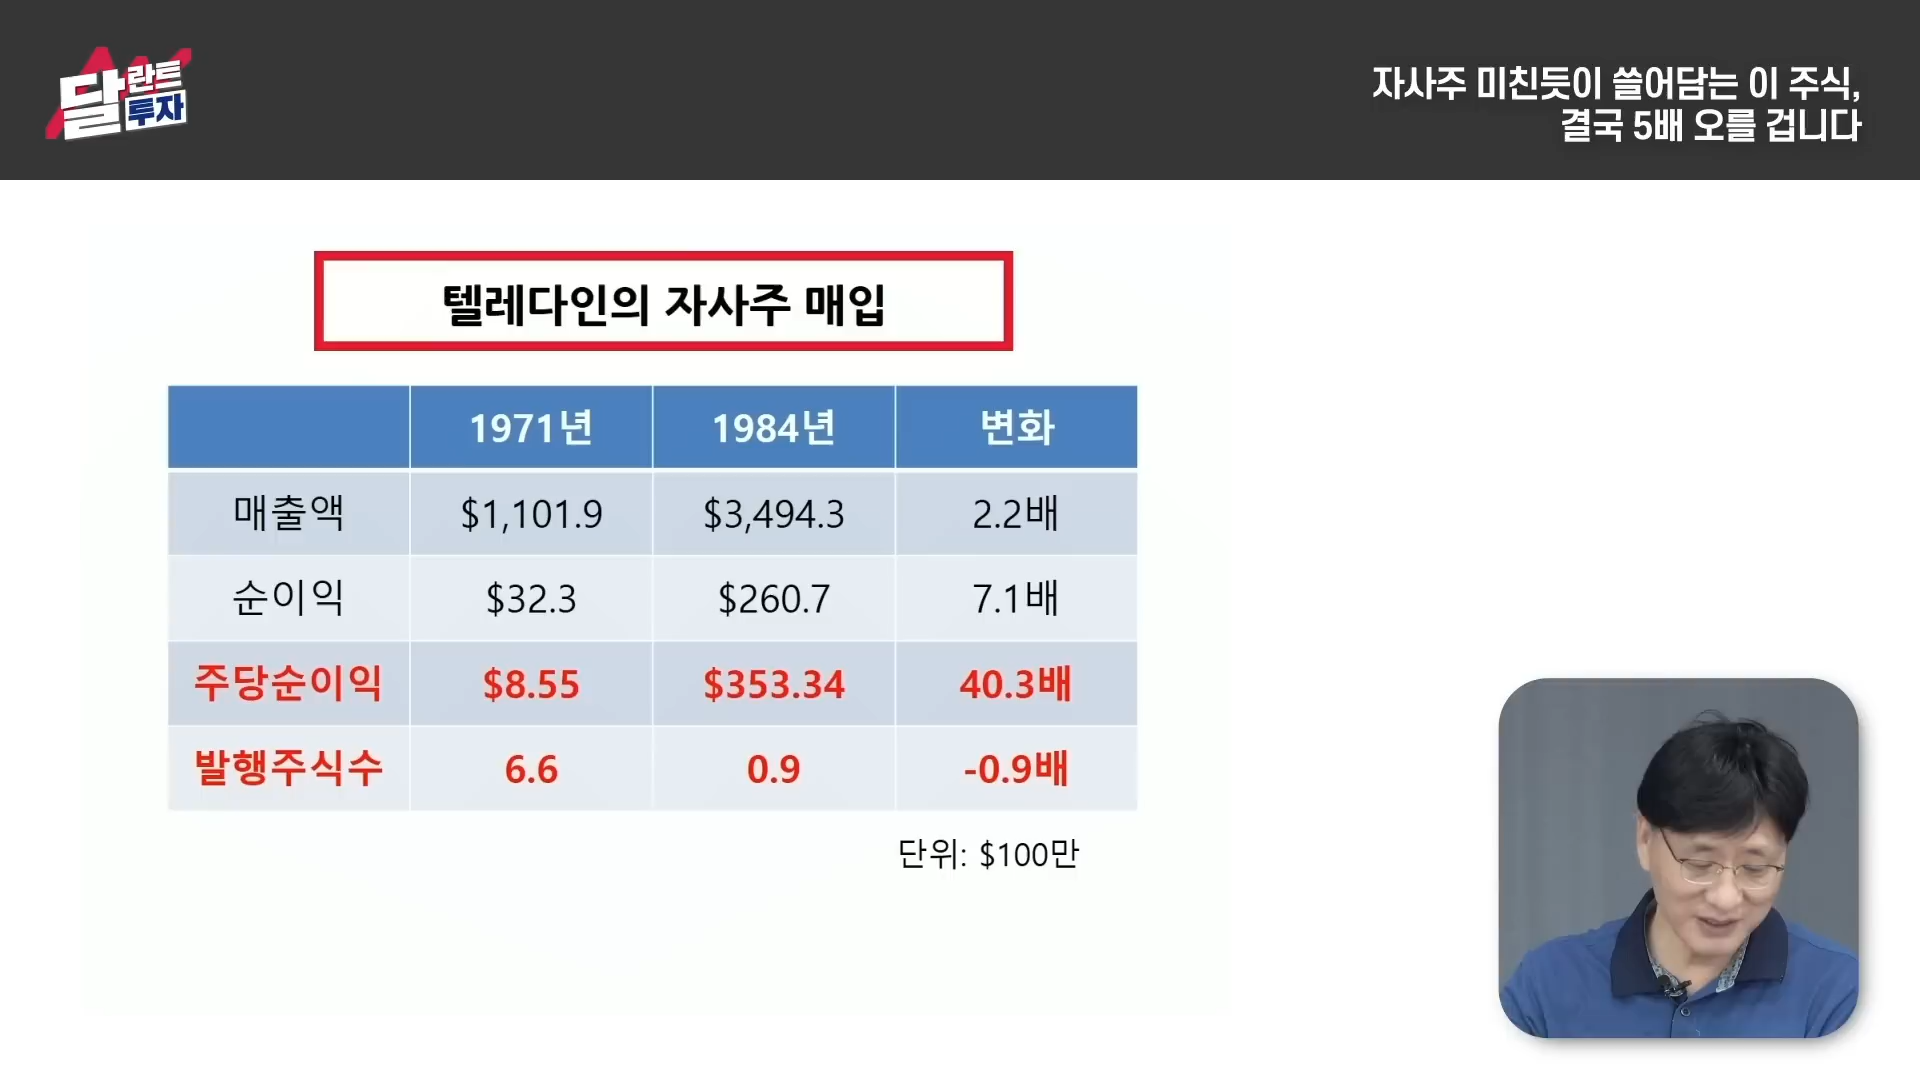 달란트
투자
자사주 미친듯이 쓸어담는 이 주식,
결국 5배 오를 겁니다
텔레다인의 자사주 매입
1971년 1984년 변화
매출액 $1,101.9 $3,494.3 2.2배
순이익 $32.3 $260.7 7.1배
주당순이익 $8.55 $353.34 40.3배
발행주식수 6.6 0.9 -0.9배
단위: $100만